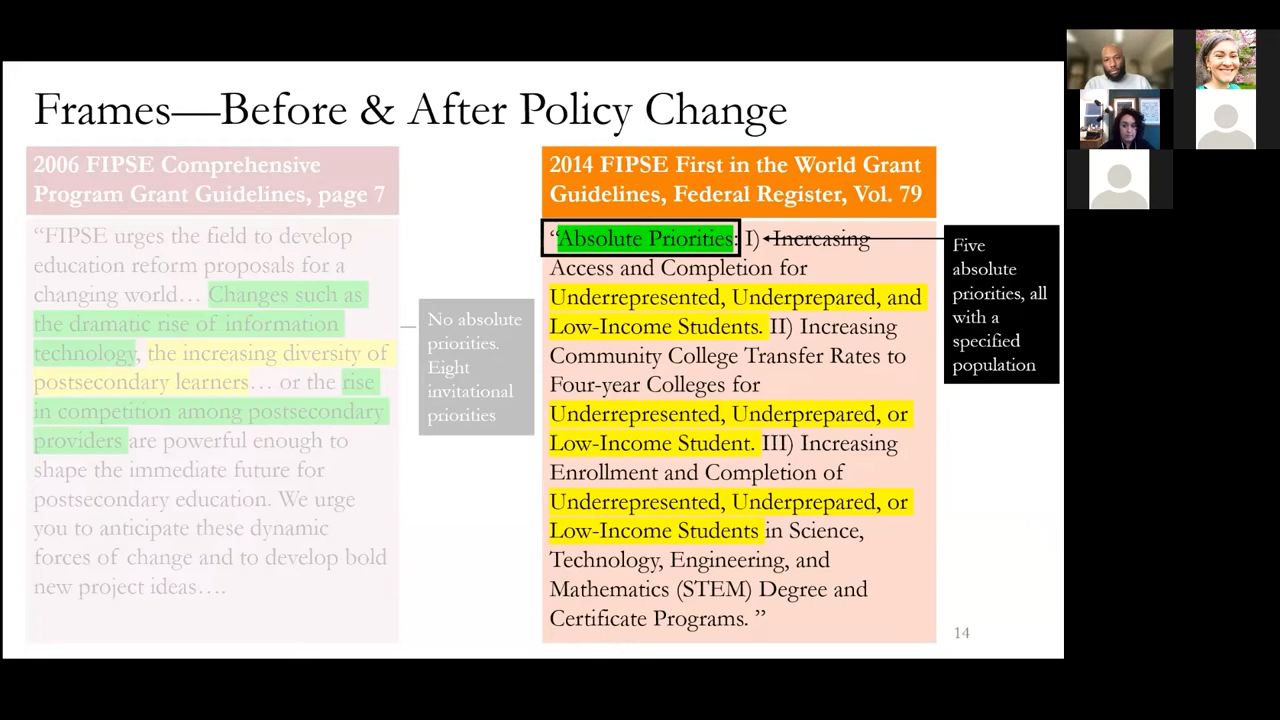 Frames—Before & After Policy Change
2006 FIPSE Comprehensive
Program Grant Guidelines, page 7
“FIPSE urges the field to develop
education reform proposals for a
changing world… Changes such as
the dramatic rise of information
technology, the increasing diversity of
postsecondary learners… or the rise
in competition among postsecondary
providers are powerful enough to
shape the immediate future for
postsecondary education. We urge
you to anticipate these dynamic
forces of change and to develop bold
new project ideas….
No absolute
priorities.
Eight
invitational
priorities
2014 FIPSE First in the World Grant
Guidelines, Federal Register, Vol. 79
“Absolute Priorities: I) Increasing
Access and Completion for
Underrepresented, Underprepared, and
Low-Income Students. II) Increasing
Community College Transfer Rates to
Four-year Colleges for
Underrepresented, Underprepared, or
Low-Income Student. III) Increasing
Enrollment and Completion of
Underrepresented, Underprepared, or
Low-Income Students in Science,
Technology, Engineering, and
Mathematics (STEM) Degree and
Certificate Programs. ”
Five
absolute
priorities, all
with a
specified
population
14